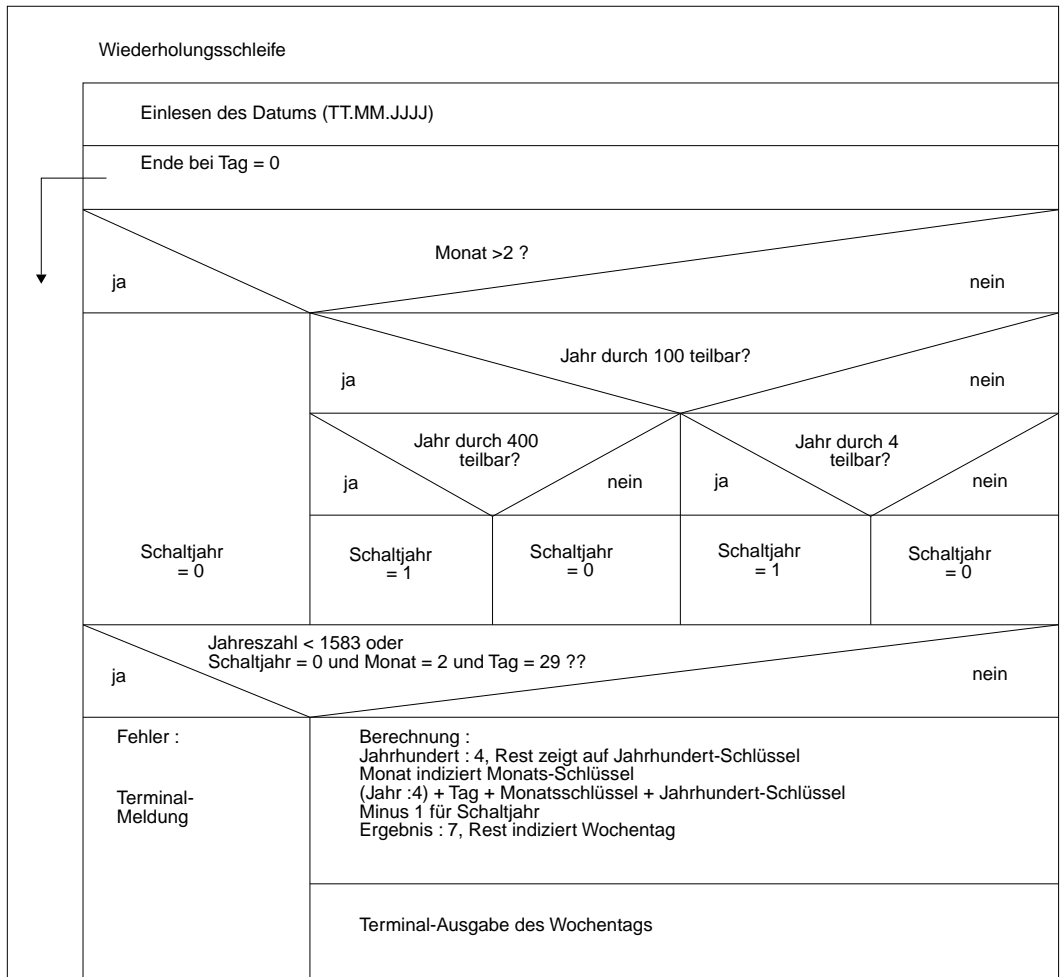 Wiederholungsschleife
Einlesen des Datums (TT.MM.JJJJ)
Ende bei Tag = 0
Monat >2 ?
ja
nein
Jahr durch 100 teilbar?
ja
nein
Jahr durch 400
teilbar?
ja
nein
Jahr durch 4
teilbar?
ja
nein
Schaltjahr
= 0
Schaltjahr
= 1
Schaltjahr
= 0
Schaltjahr
= 1
Schaltjahr
= 0
Jahreszahl < 1583 oder
Schaltjahr = 0 und Monat = 2 und Tag = 29 ??
ja
nein
Fehler :
Terminal-
Meldung
Berechnung :
Jahrhundert : 4, Rest zeigt auf Jahrhundert-Schlüssel
Monat indiziert Monats-Schlüssel
(Jahr :4) + Tag + Monatsschlüssel + Jahrhundert-Schlüssel
Minus 1 für Schaltjahr
Ergebnis : 7, Rest indiziert Wochentag
Terminal-Ausgabe des Wochentags